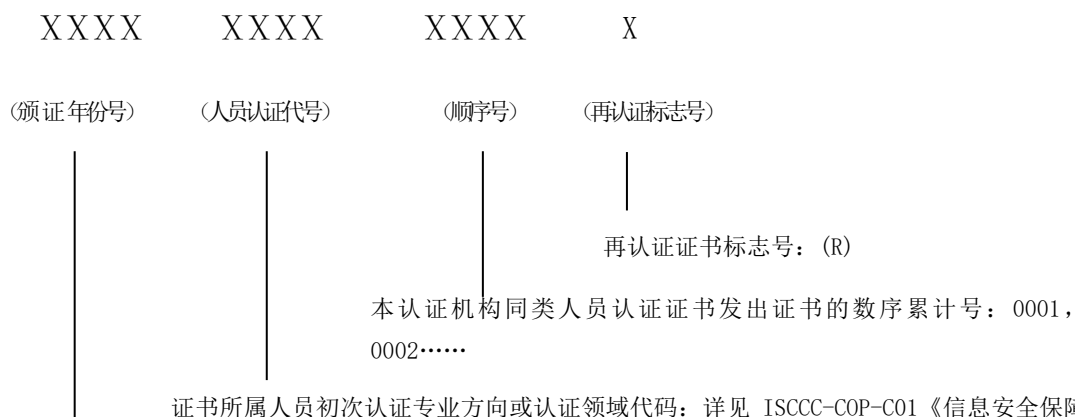 XXXX XXXX XXXX X
(颁证年份号) (人员认证代号) (顺序号) (再认证标志号)
再认证证书标志号：(R)
本认证机构同类人员认证证书发出证书的数序累计号：0001，
0002……
证书所属人员初次认证专业方向或认证领域代码：详见 ISCCC-COP-C01《信息安全保障